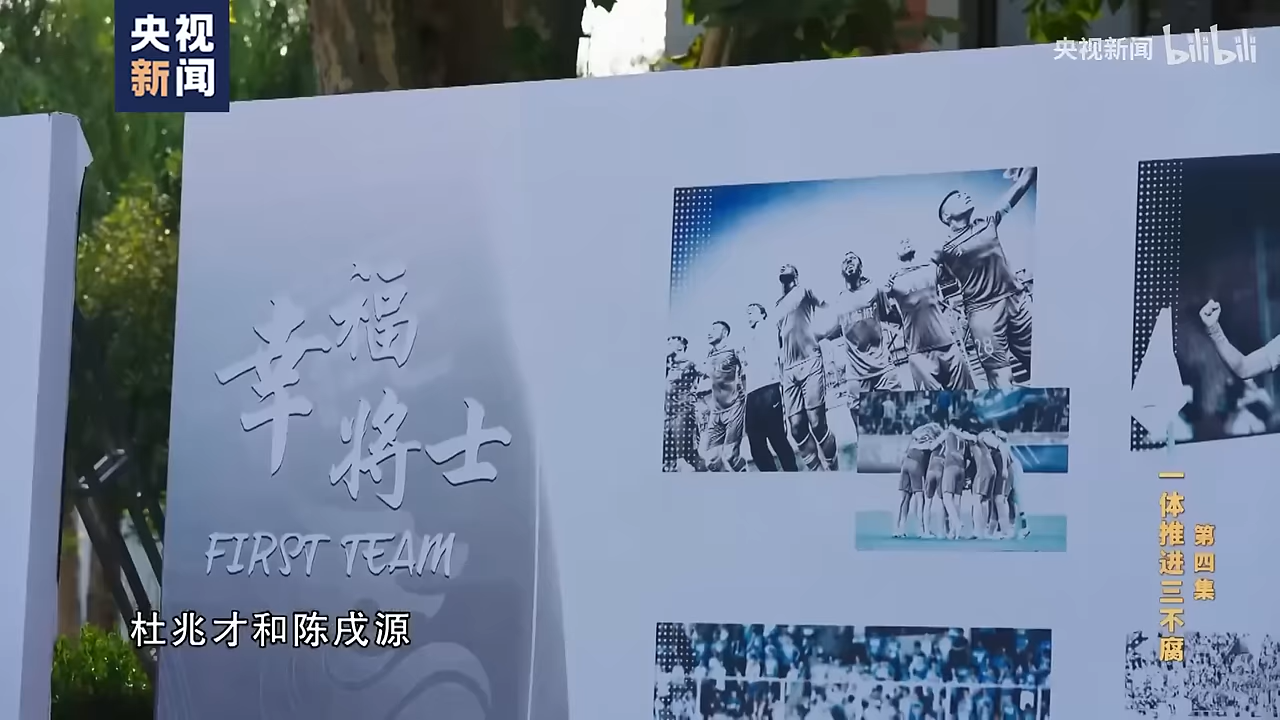 央视
新闻
央视新闻 bilibili
幸福
将士
FIRST TEAM
28
杜兆才和陈戌源
第四集
一体推进三不腐